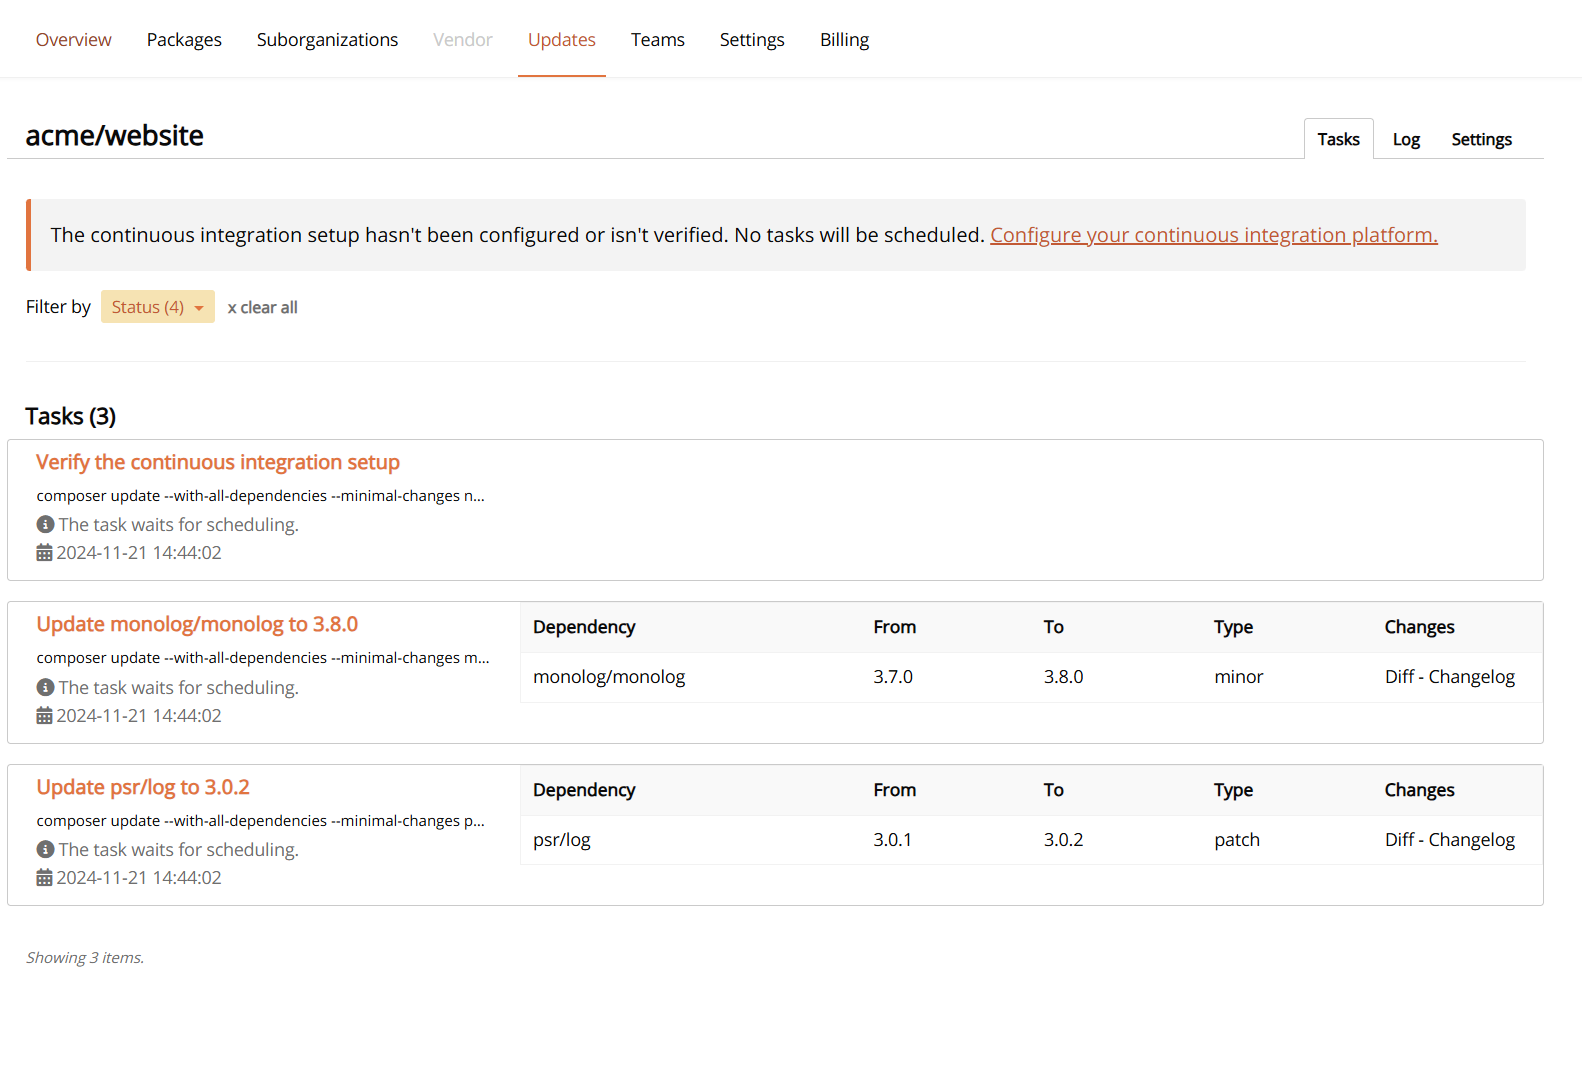 Overview Packages Suborganizations Vendor Updates Teams Settings Billing
acme/website
Tasks Log Settings
The continuous integration setup hasn't been configured or isn't verified. No tasks will be scheduled. Configure your continuous integration platform.
Filter by Status (4) x clear all
Tasks (3)
Verify the continuous integration setup
composer update --with-all-dependencies --minimal-changes n...
The task waits for scheduling.
2024-11-21 14:44:02
Update monolog/monolog to 3.8.0
composer update --with-all-dependencies --minimal-changes m...
The task waits for scheduling.
2024-11-21 14:44:02
Dependency From To Type Changes
monolog/monolog 3.7.0 3.8.0 minor Diff - Changelog
Update psr/log to 3.0.2
composer update --with-all-dependencies --minimal-changes p...
The task waits for scheduling.
2024-11-21 14:44:02
Dependency From To Type Changes
psr/log 3.0.1 3.0.2 patch Diff - Changelog
Showing 3 items.